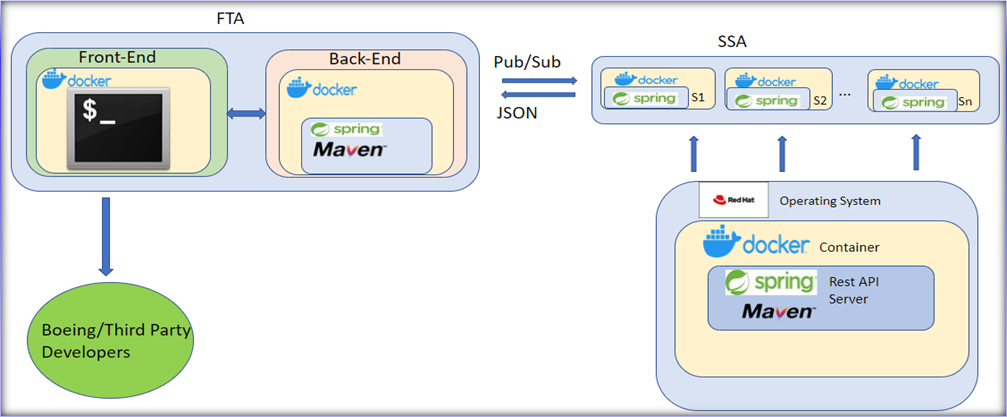 FTA
Front-End
docker
$_
Back-End
docker
spring
Maven
Pub/Sub
JSON
SSA
docker
spring
S1
docker
spring
S2
...
docker
spring
Sn
Boeing/Third Party
Developers
Red Hat
Operating System
docker
Container
spring
Rest API
Server
Maven